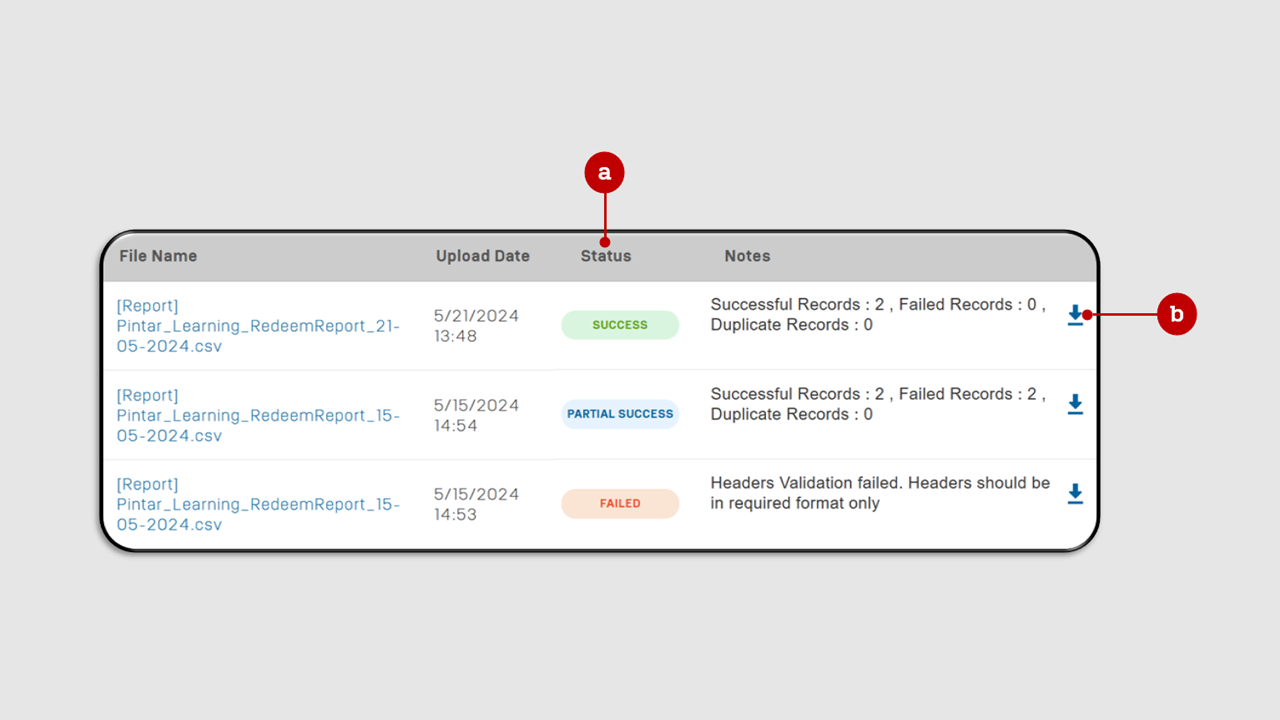 a
File Name Upload Date Status Notes
[Report]
Pintar_Learning_RedeemReport_21-
05-2024.csv
5/21/2024
13:48
SUCCESS
Successful Records : 2 , Failed Records : 0 ,
Duplicate Records : 0
b
[Report]
Pintar_Learning_RedeemReport_15-
05-2024.csv
5/15/2024
14:54
PARTIAL SUCCESS
Successful Records : 2 , Failed Records : 2 ,
Duplicate Records : 0
[Report]
Pintar_Learning_RedeemReport_15-
05-2024.csv
5/15/2024
14:53
FAILED
Headers Validation failed. Headers should be
in required format only